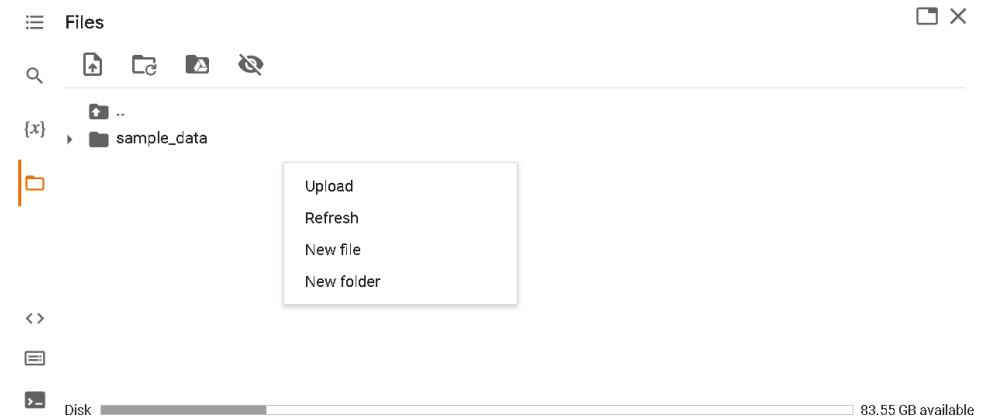 Files
..
{x}
sample_data
Upload
Refresh
New file
New folder
Disk 83.55 GB available